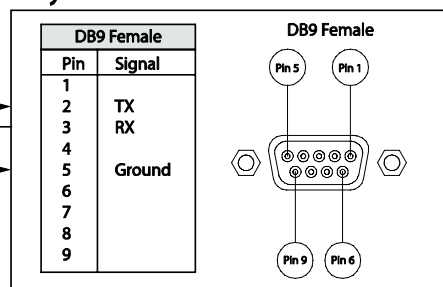 DB9 Female
Pin Signal
1
2 TX
3 RX
4
5 Ground
6
7
8
9
DB9 Female
Pin 5 Pin 1
Pin 9 Pin 6